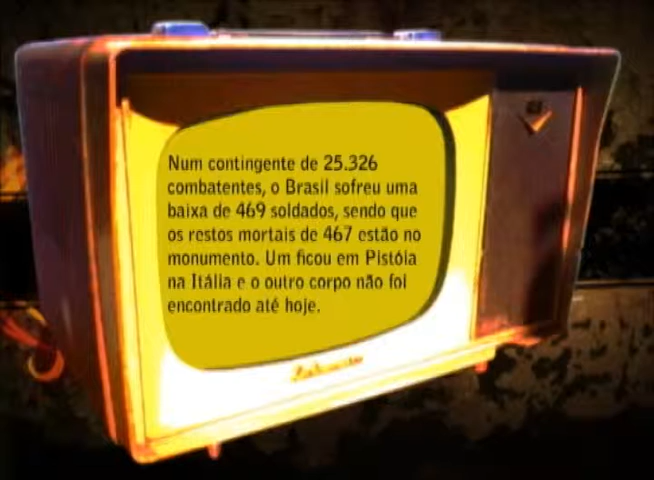 Num contingente de 25.326
combatentes, o Brasil sofreu uma
baixa de 469 soldados, sendo que
os restos mortais de 467 estão no
monumento. Um ficou em Pistóia
na Itália e o outro corpo não foi
encontrado até hoje.